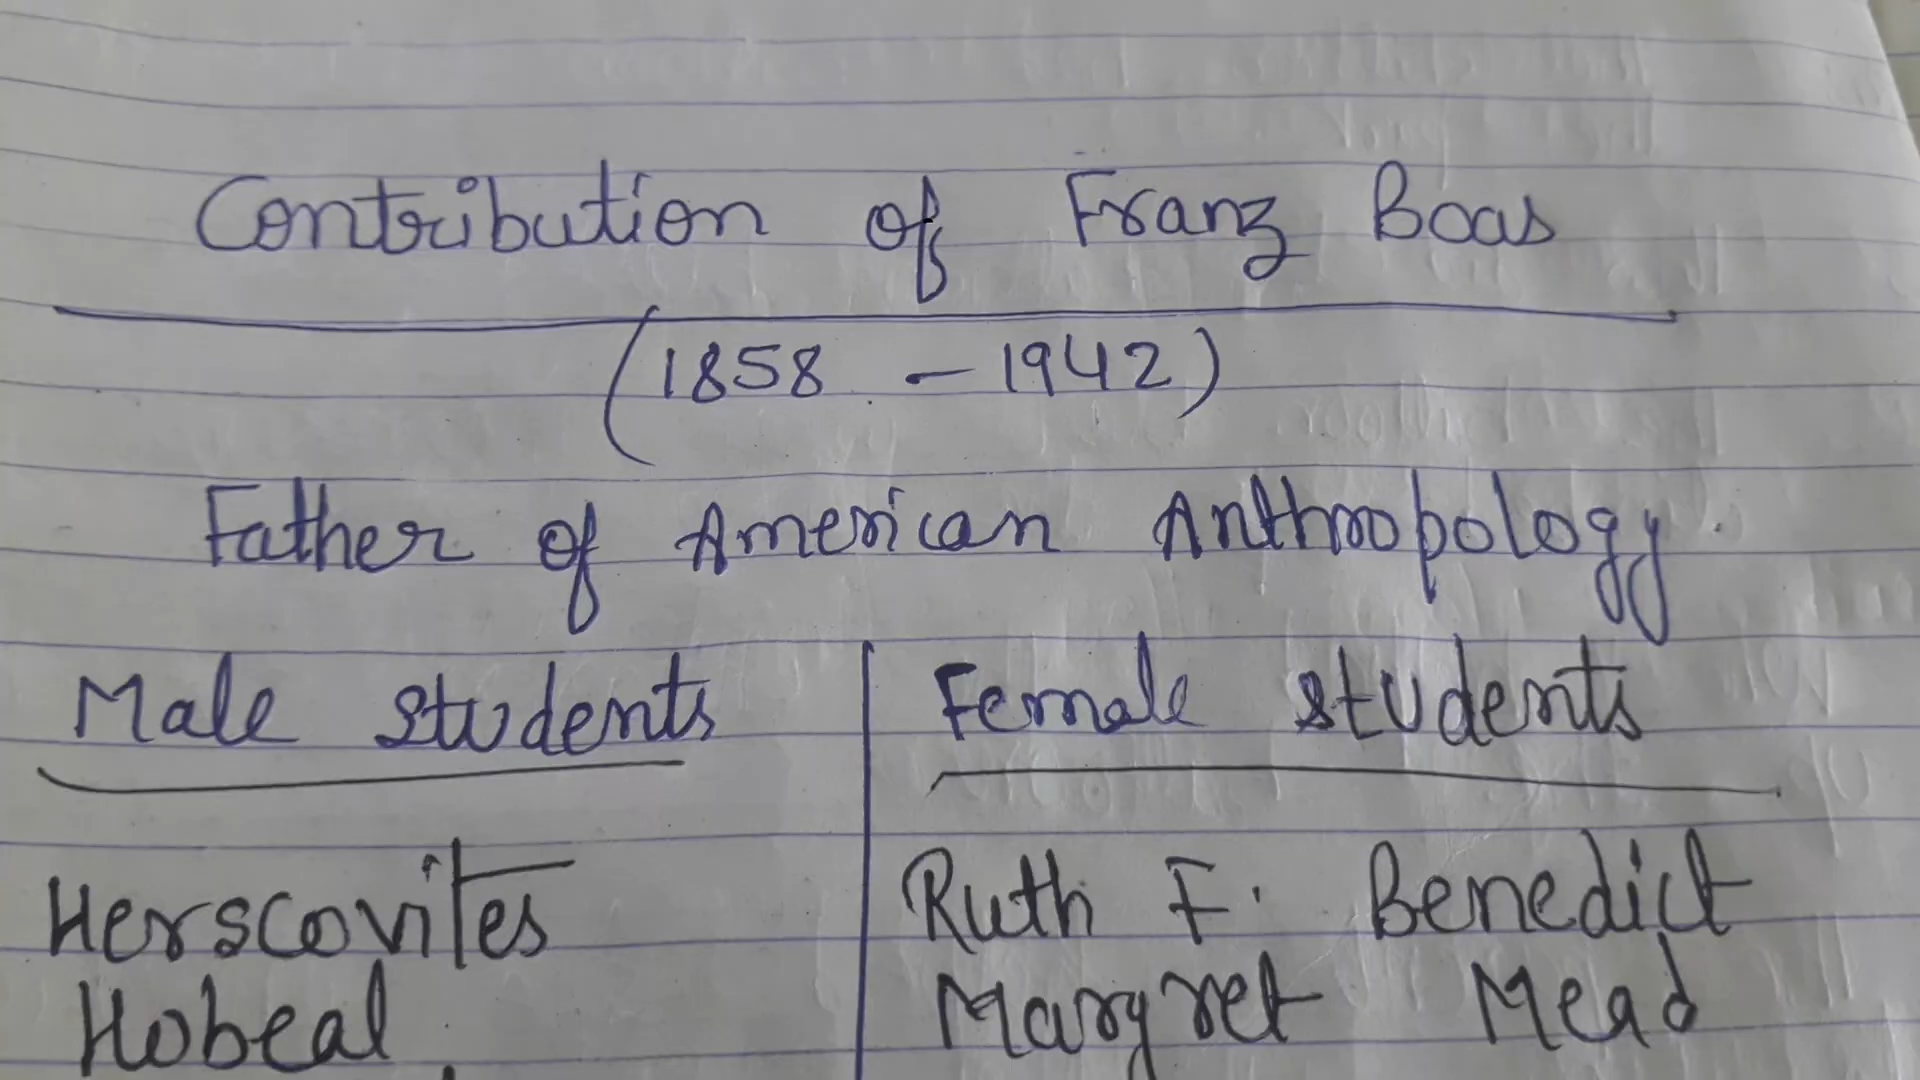 Contribution of Franz Boas
(1858 - 1942)
Father of American Anthropology.
Male students
Female students
Herscovites
Ruth F. Benedict
Hobeal.
Margret Mead